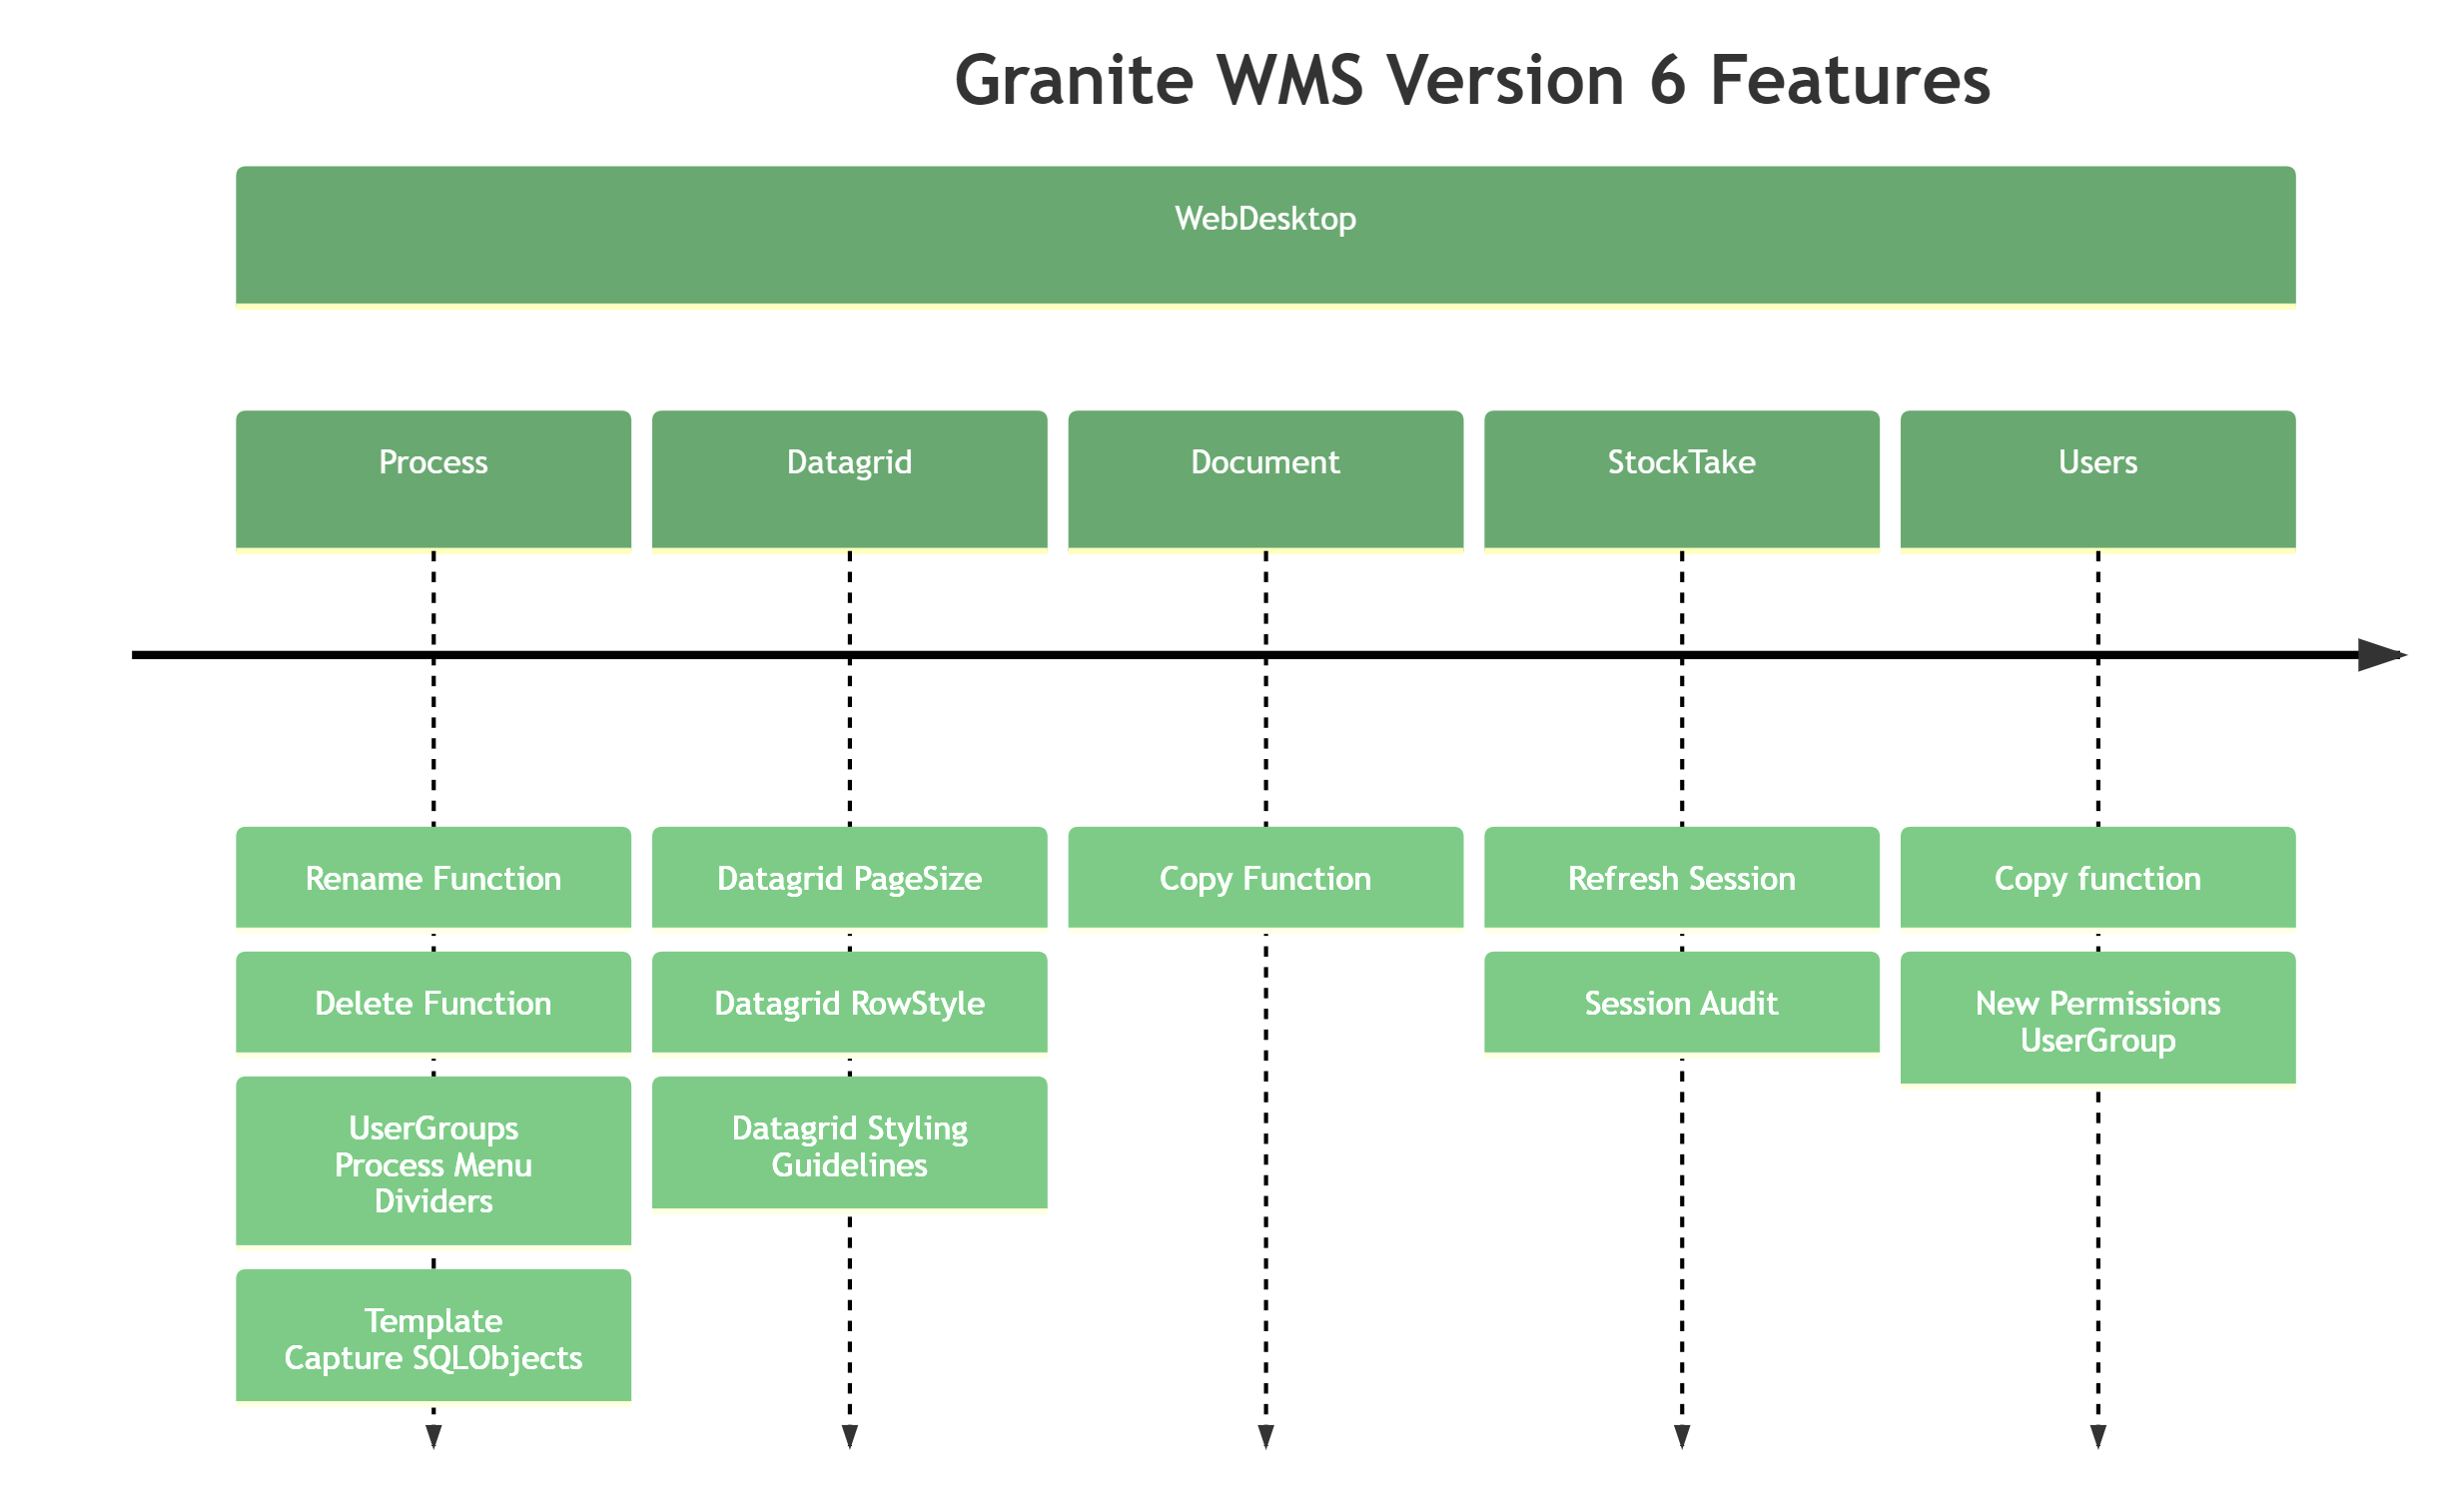 Granite WMS Version 6 Features
WebDesktop
Process
Datagrid
Document
StockTake
Users
Rename Function
Delete Function
UserGroups
Process Menu
Dividers
Template
Capture SQLObjects
Datagrid PageSize
Datagrid RowStyle
Datagrid Styling
Guidelines
Copy Function
Refresh Session
Session Audit
Copy function
New Permissions
UserGroup